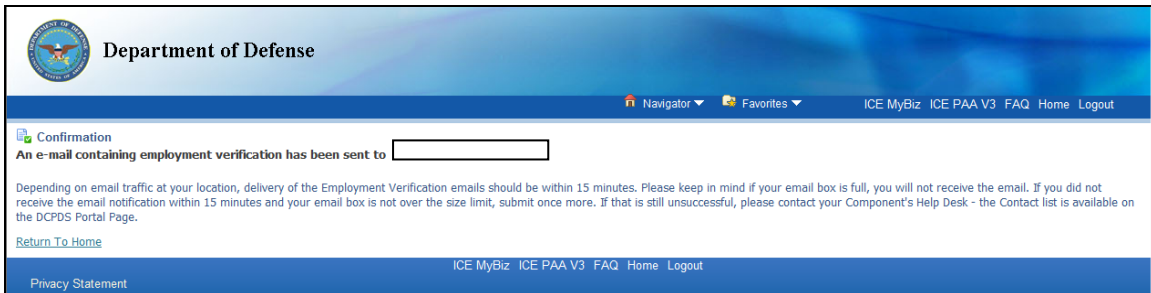 Department of Defense
Navigator Favorites ICE MyBiz ICE PAA V3 FAQ Home Logout
Confirmation
An e-mail containing employment verification has been sent to
Depending on email traffic at your location, delivery of the Employment Verification emails should be within 15 minutes. Please keep in mind if your email box is full, you will not receive the email. If you did not
receive the email notification within 15 minutes and your email box is not over the size limit, submit once more. If that is still unsuccessful, please contact your Component's Help Desk - the Contact list is available on
the DCPDS Portal Page.
Return To Home
ICE MyBiz ICE PAA V3 FAQ Home Logout
Privacy Statement